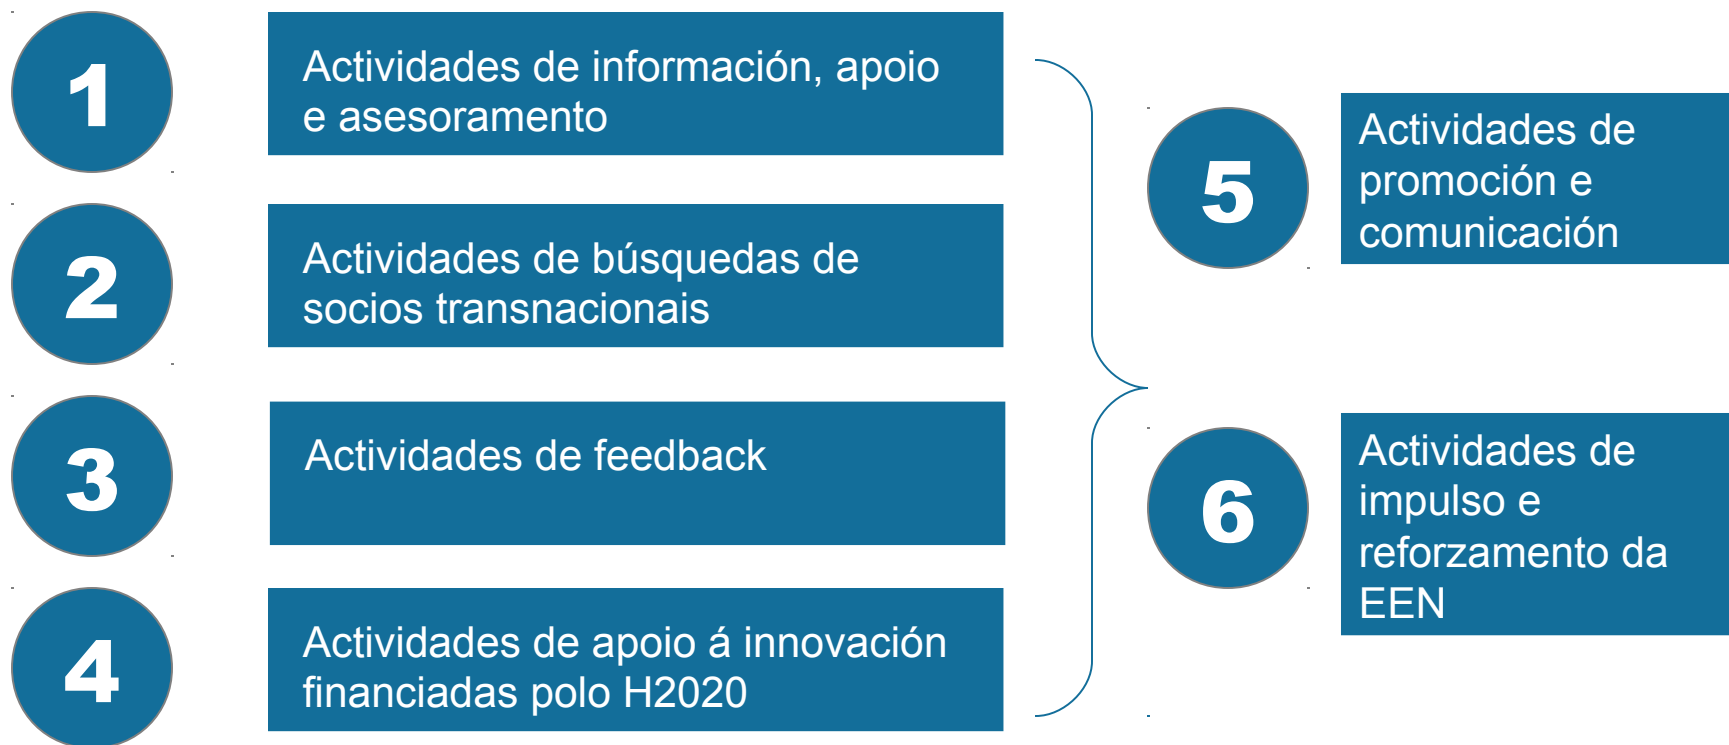 1
Actividades de información, apoio
e asesoramento
2
Actividades de búsquedas de
socios transnacionais
3
Actividades de feedback
4
Actividades de apoio á innovación
financiadas polo H2020
5
Actividades de
promoción e
comunicación
6
Actividades de
impulso e
reforzamento da
EEN